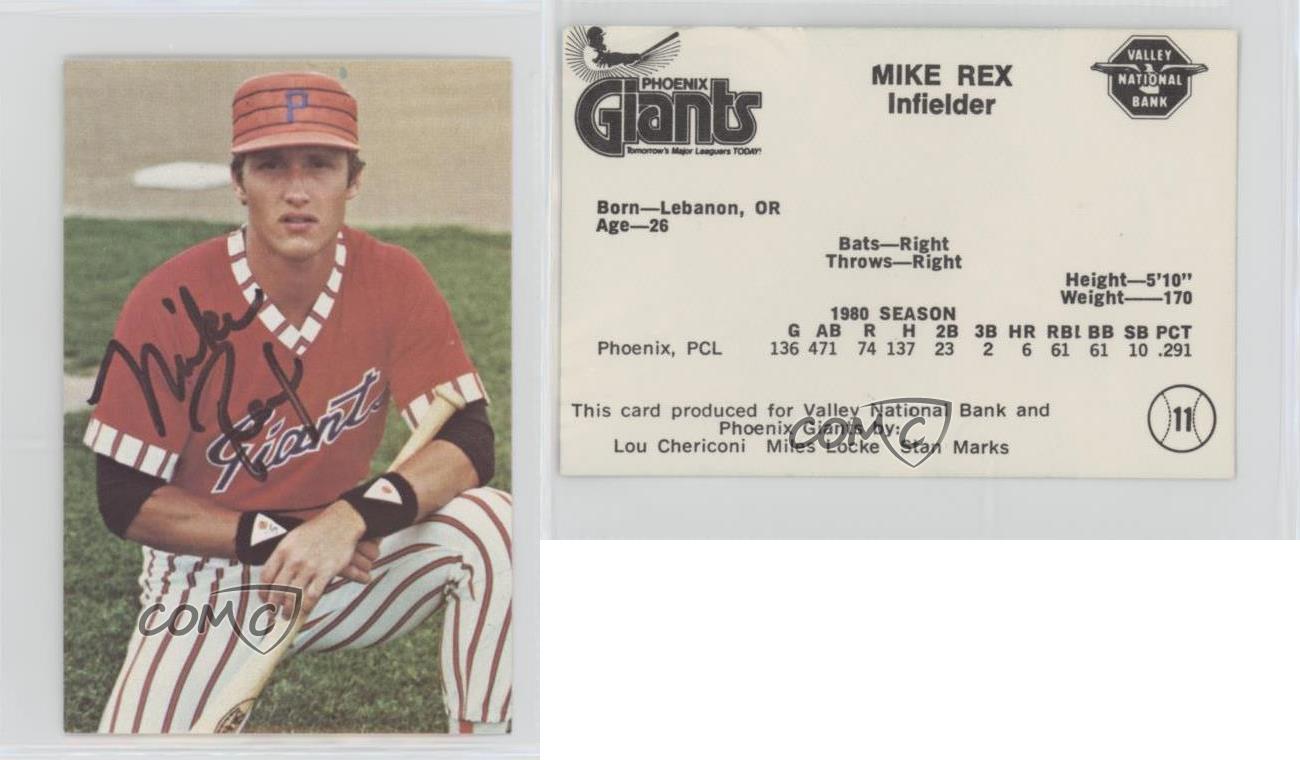 P
Mike
Rex
Giants
COMC
PHOENIX
Giants
Tomorrow's Major Leaguers TODAY!
MIKE REX
Infielder
VALLEY
NATIONAL
BANK
Born—Lebanon, OR
Age—26
Bats—Right
Throws—Right
Height—5'10"
Weight——170
1980 SEASON
G AB R H 2B 3B HR RBI BB SB PCT
Phoenix, PCL 136 471 74 137 23 2 6 61 61 10 .291
This card produced for Valley National Bank and
Phoenix Giants by:
Lou Chericoni Miles Locke Stan Marks
11
COMC